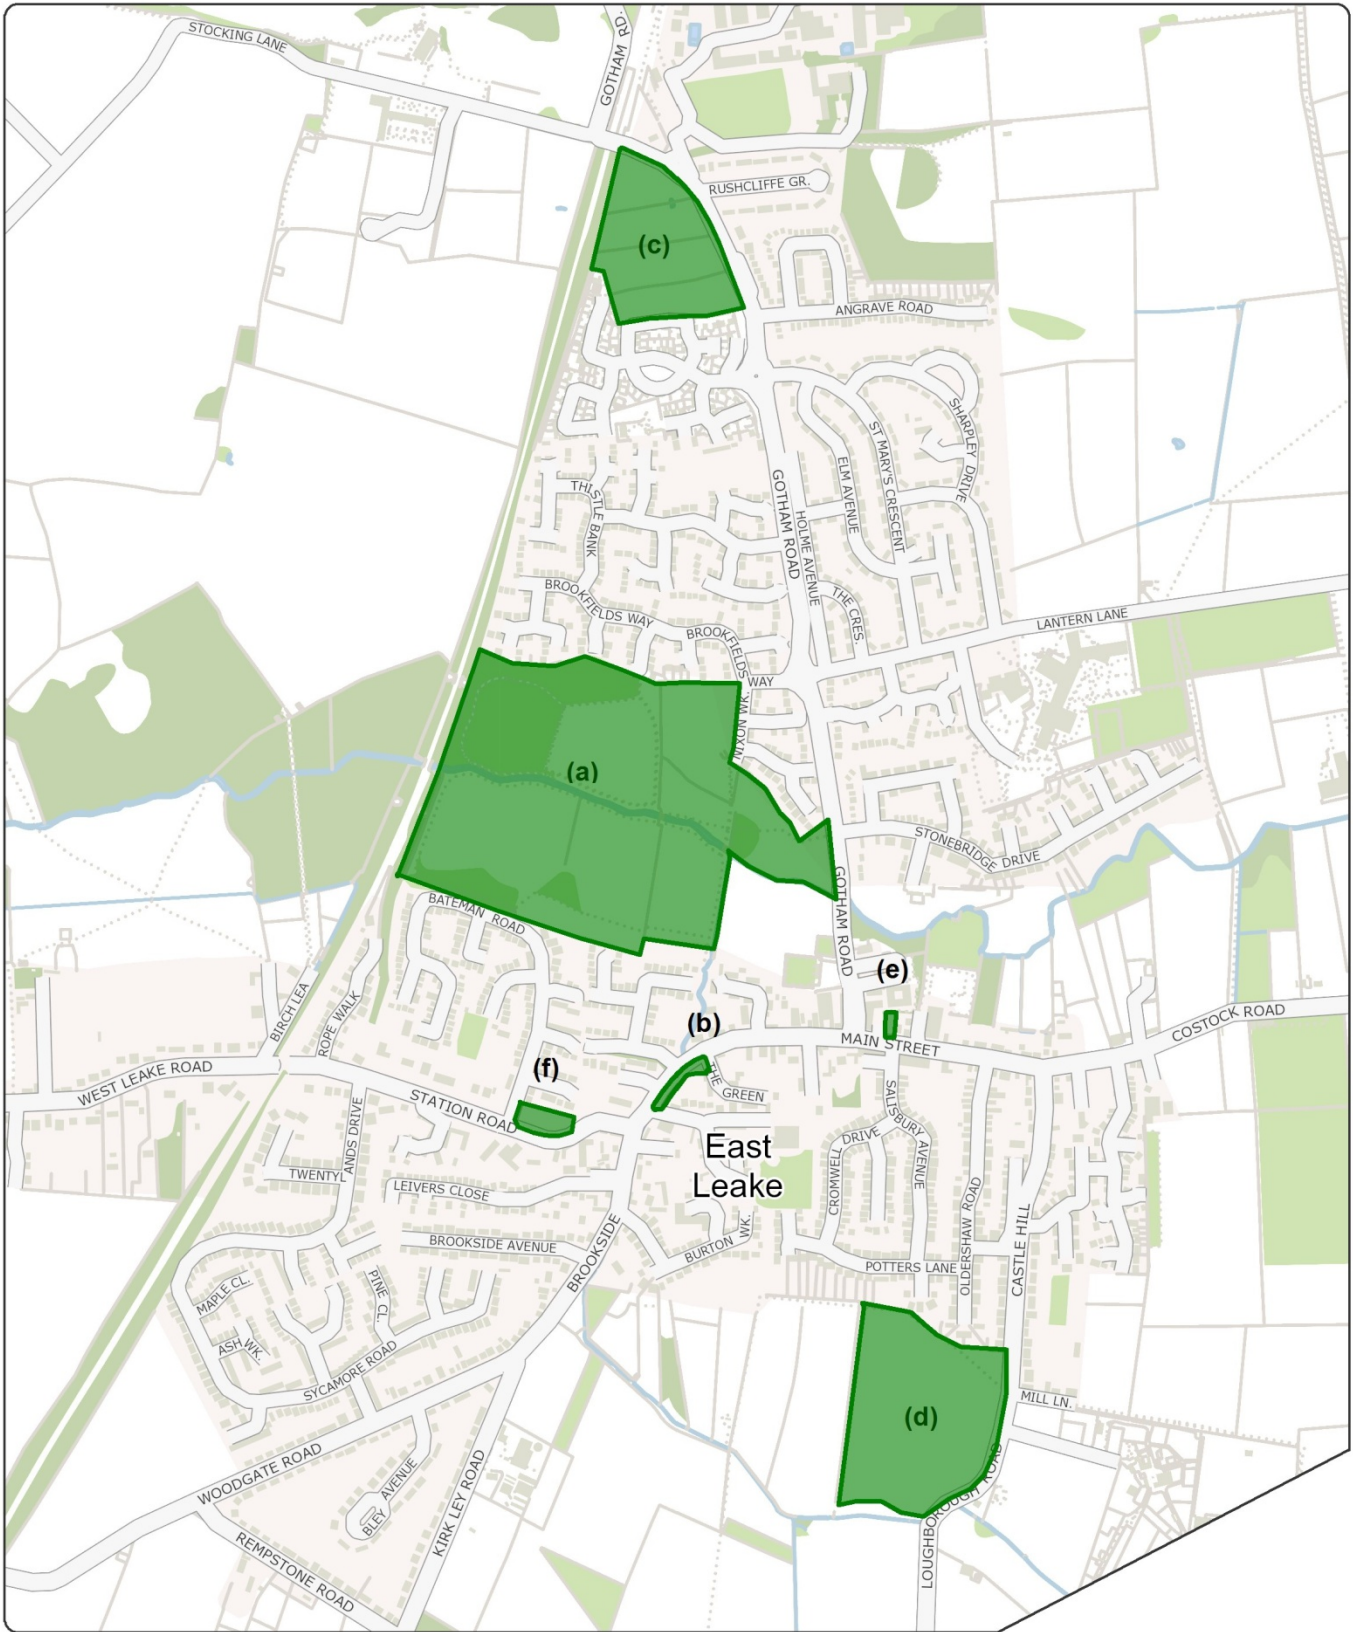 STOCKING LANE
GOTHAM RD.
RUSHCLIFFE GR.
(c)
ANGRAVE ROAD
SHARPLEY DRIVE
ST MARY'S CRESCENT
ELM AVENUE
GOTHAM ROAD
HOLME AVENUE
THISTLE BANK
BROOKFIELDS WAY
THE CRES.
LANTERN LANE
BROOKFIELDS WAY
NIXON WK.
(a)
STONEBRIDGE DRIVE
GOTHAM ROAD
BATEMAN ROAD
(e)
BIRCH LEA
ROPE WALK
(b)
MAIN STREET
COSTOCK ROAD
WEST LEAKE ROAD
(f)
THE GREEN
STATION ROAD
SALISBURY AVENUE
TWENTYLANDS DRIVE
East
Leake
CROMWELL DRIVE
LEIVERS CLOSE
OLDERSHAW ROAD
CASTLE HILL
BROOKSIDE AVENUE
BROOKSIDE
BURTON WK.
POTTERS LANE
MAPLE CL.
PINE CL.
ASH WK.
SYCAMORE ROAD
MILL LN.
(d)
WOODGATE ROAD
BLEY AVENUE
KIRK LEY ROAD
LOUGHBOROUGH ROAD
REMPSTONE ROAD